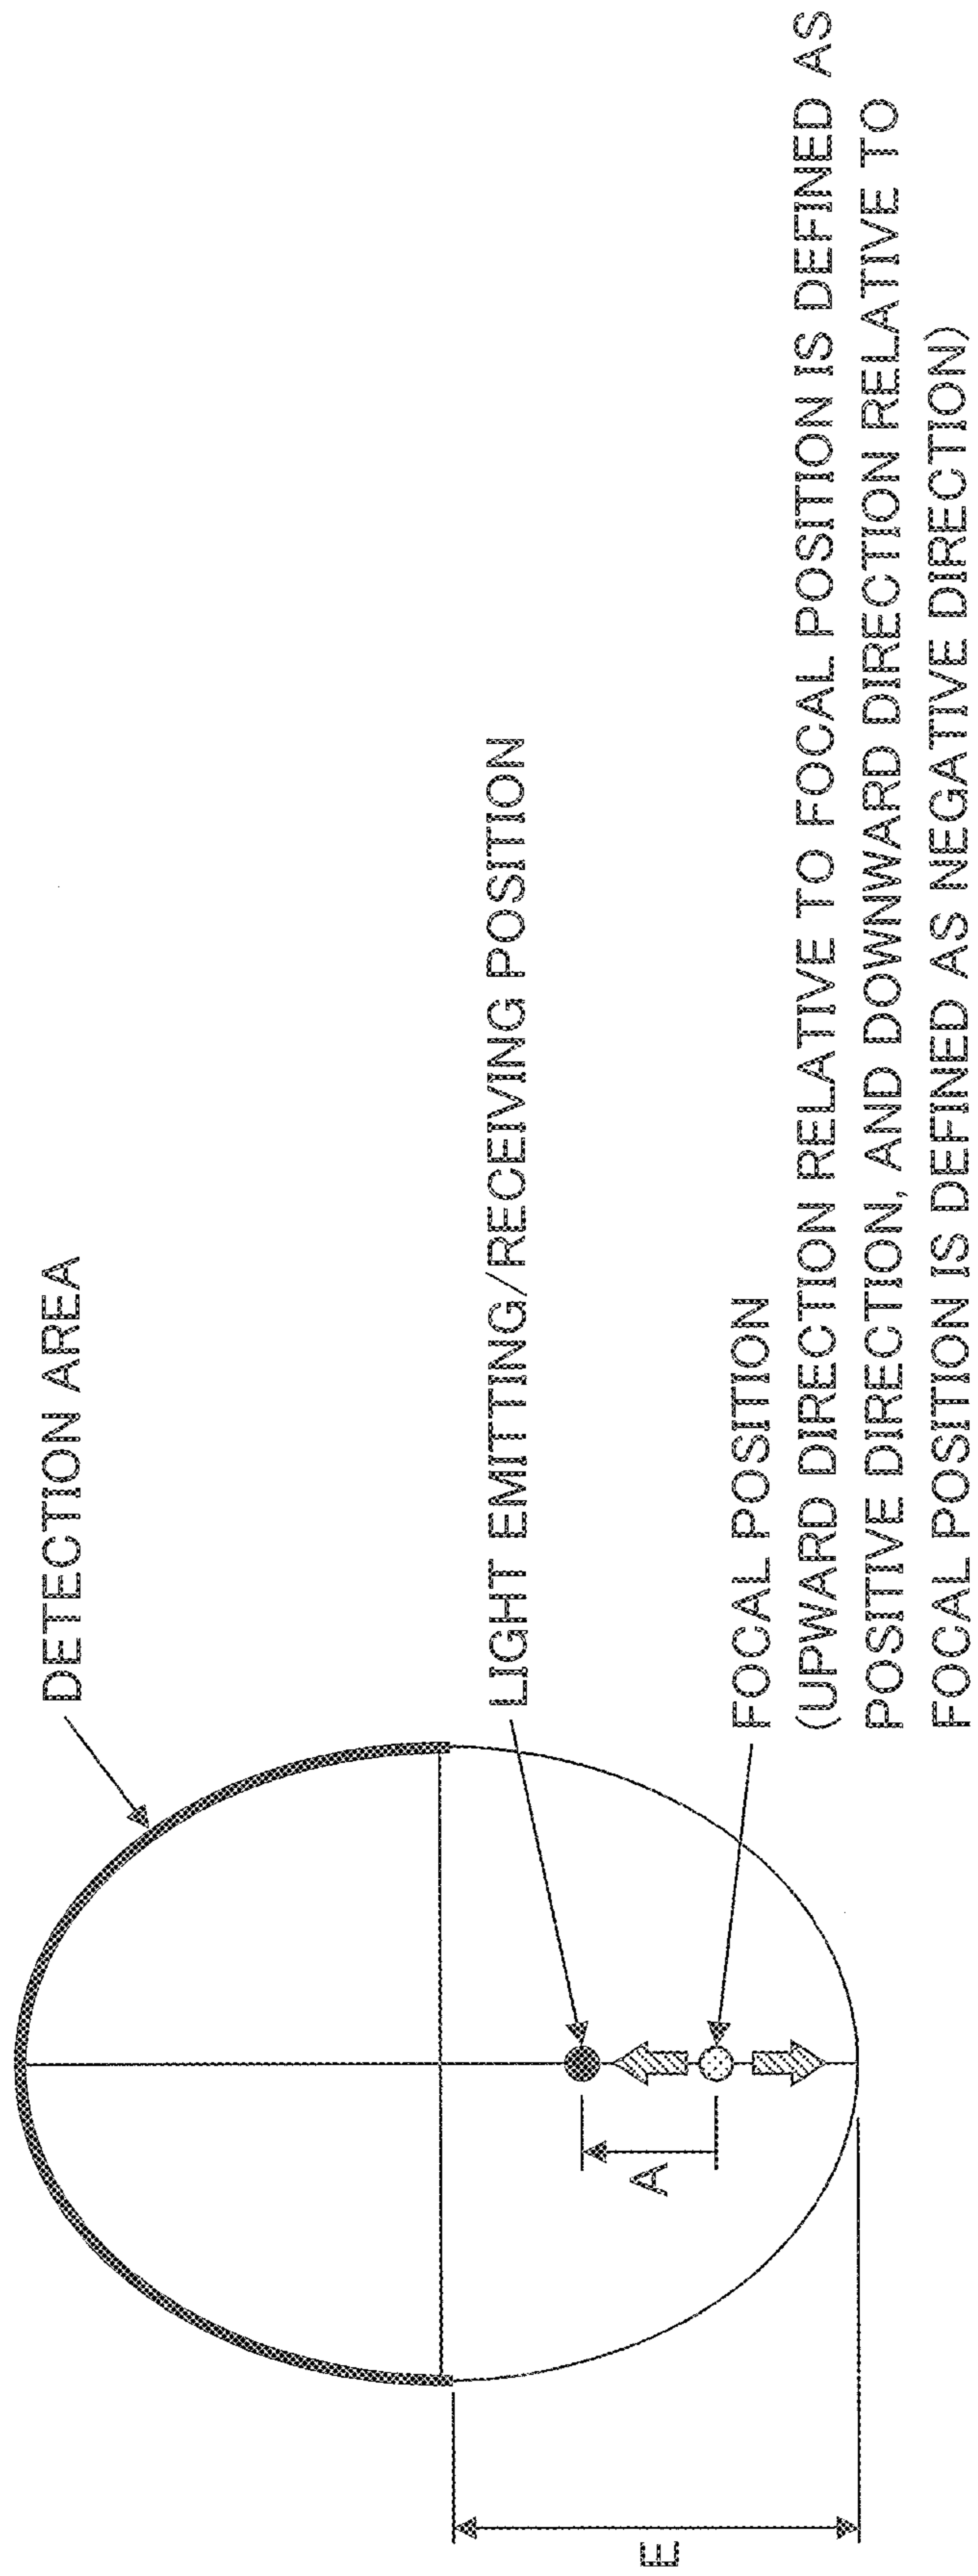 DETECTION AREA
LIGHT EMITTING/RECEIVING POSITION
FOCAL POSITION
(UPWARD DIRECTION RELATIVE TO FOCAL POSITION IS DEFINED AS
POSITIVE DIRECTION, AND DOWNWARD DIRECTION RELATIVE TO
FOCAL POSITION IS DEFINED AS NEGATIVE DIRECTION)
A
E